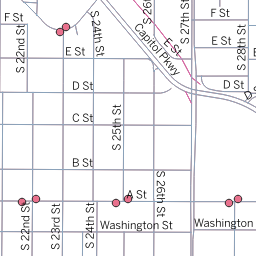 F St
S 22nd St
E St
S 24th St
Capitol Pkwy
E St
S 27th St
F St
E St
S 28th St
D St
D St
C St
S 25th St
B St
A St
S 26th St
S 22nd St
S 23rd St
S 24th St
Washington St
Washington